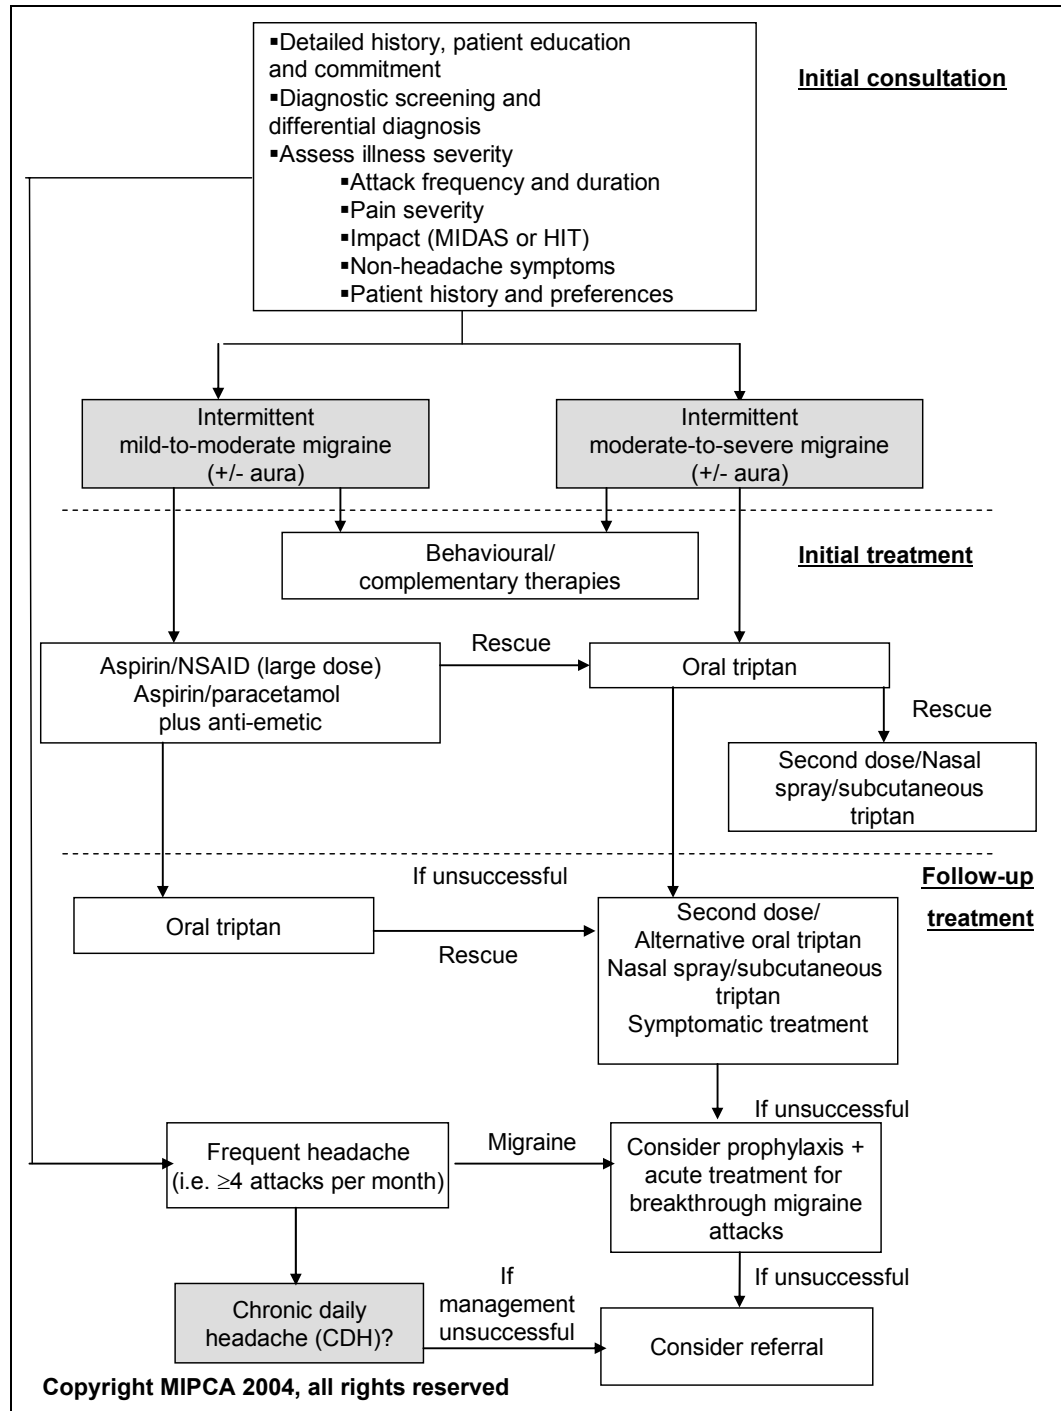 ▪Detailed history, patient education
and commitment
▪Diagnostic screening and
differential diagnosis
▪Assess illness severity
▪Attack frequency and duration
▪Pain severity
▪Impact (MIDAS or HIT)
▪Non-headache symptoms
▪Patient history and preferences
Initial consultation
Intermittent
mild-to-moderate migraine
(+/- aura)
Intermittent
moderate-to-severe migraine
(+/- aura)
Behavioural/
complementary therapies
Initial treatment
Aspirin/NSAID (large dose)
Aspirin/paracetamol
plus anti-emetic
Rescue
Oral triptan
Rescue
Second dose/Nasal
spray/subcutaneous
triptan
If unsuccessful
Follow-up
treatment
Oral triptan
Rescue
Second dose/
Alternative oral triptan
Nasal spray/subcutaneous
triptan
Symptomatic treatment
If unsuccessful
Frequent headache
(i.e. ≥4 attacks per month)
Migraine
Consider prophylaxis +
acute treatment for
breakthrough migraine
attacks
If unsuccessful
Chronic daily
headache (CDH)?
If
management
unsuccessful
Consider referral
Copyright MIPCA 2004, all rights reserved